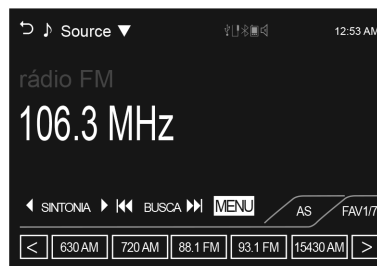 Source 12:53 AM
rádio FM
106.3 MHz
SINTONIA BUSCA MENU AS FAV1/7
< 630 AM 720 AM 88.1 FM 93.1 FM 15430 AM >